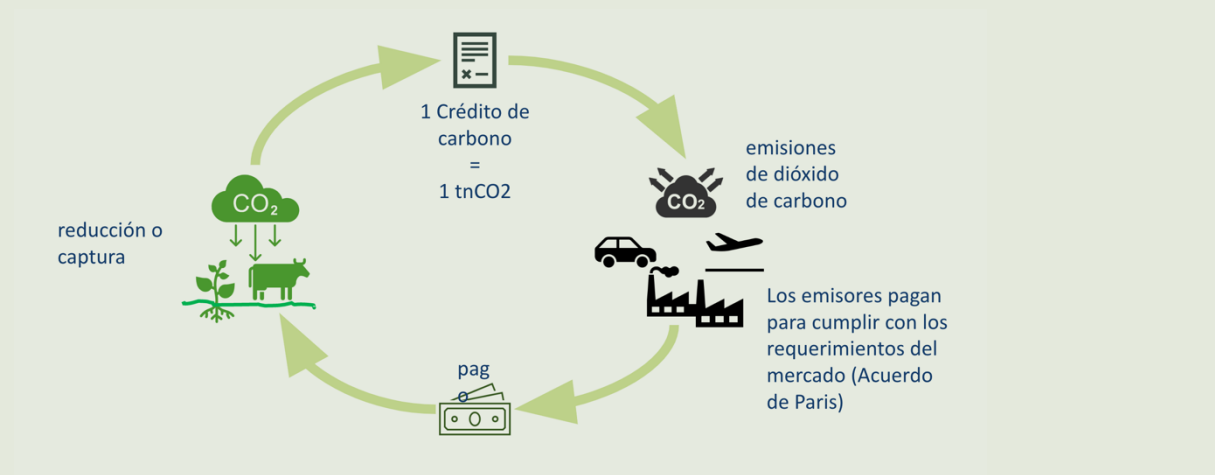 1 Crédito de
carbono
=
1 tnCO2
emisiones
de dióxido
de carbono
CO₂
CO₂
reducción o
captura
Los emisores pagan
para cumplir con los
requerimientos del
mercado (Acuerdo
de Paris)
pag
o